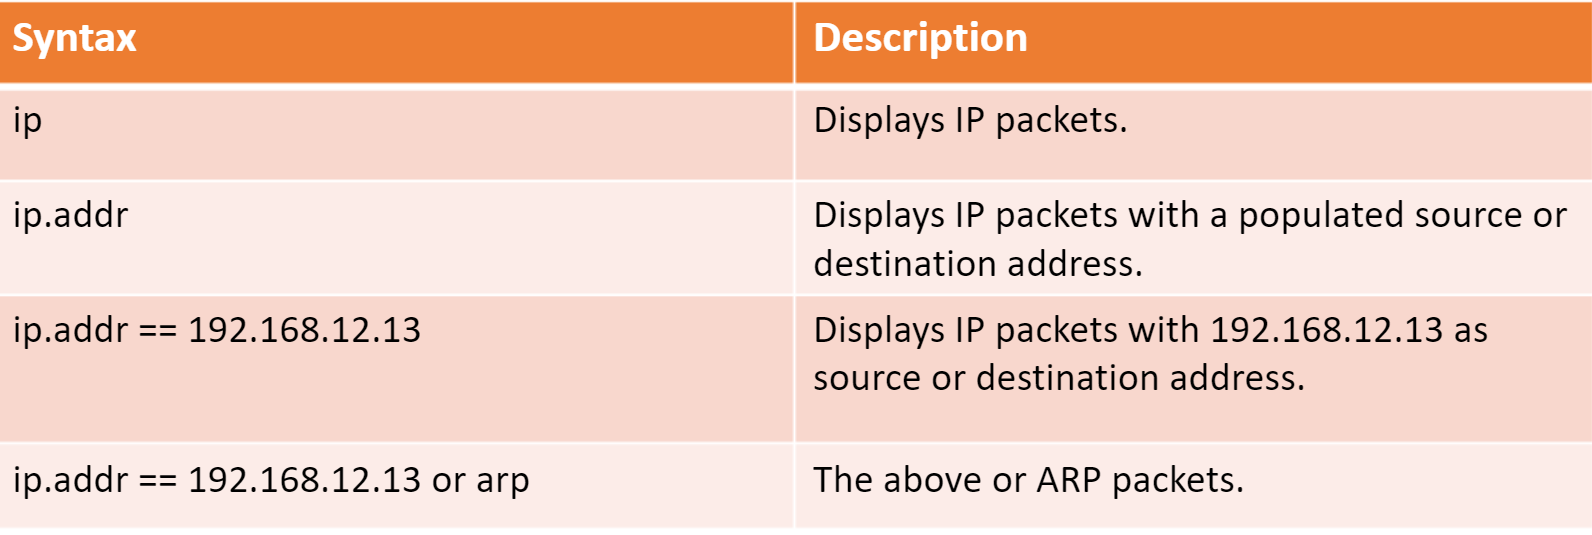 Syntax
Description
ip
Displays IP packets.
ip.addr
Displays IP packets with a populated source or
destination address.
ip.addr == 192.168.12.13
Displays IP packets with 192.168.12.13 as
source or destination address.
ip.addr == 192.168.12.13 or arp
The above or ARP packets.